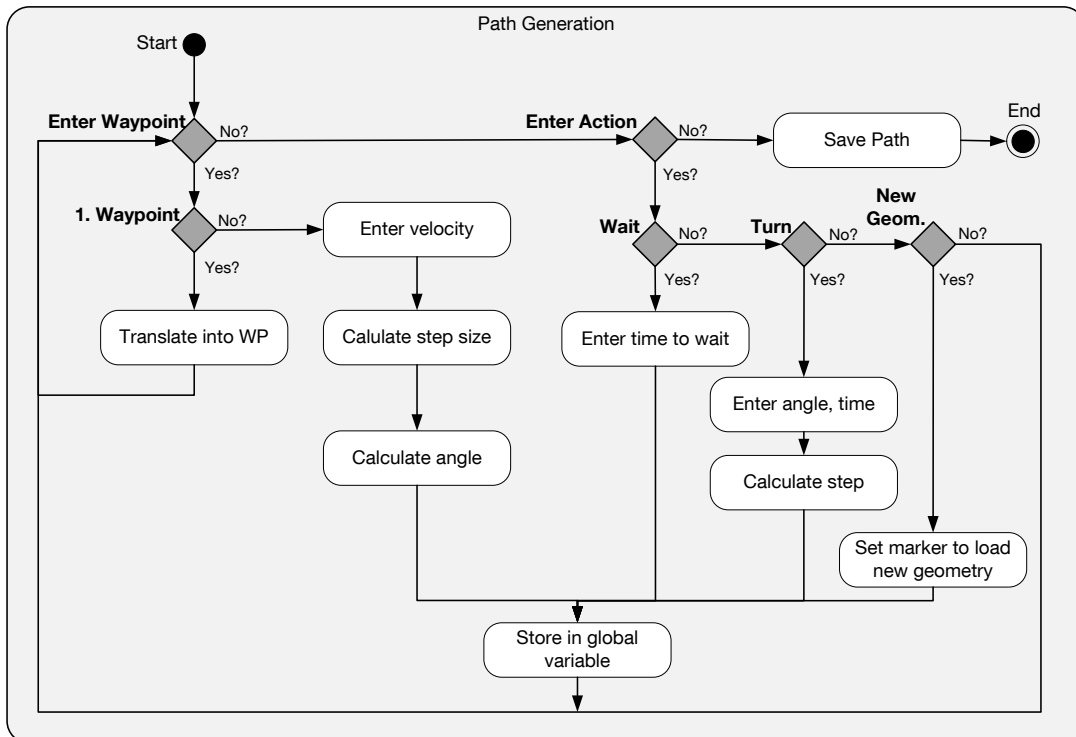 Path Generation
Start
End
Enter Waypoint
No?
Enter Action
No?
Save Path
Yes?
Yes?
1. Waypoint
No?
Enter velocity
Wait
No?
Turn
No?
New
Geom.
No?
Yes?
Yes?
Yes?
Yes?
Translate into WP
Calulate step size
Enter time to wait
Enter angle, time
Calculate angle
Calculate step
Set marker to load
new geometry
Store in global
variable